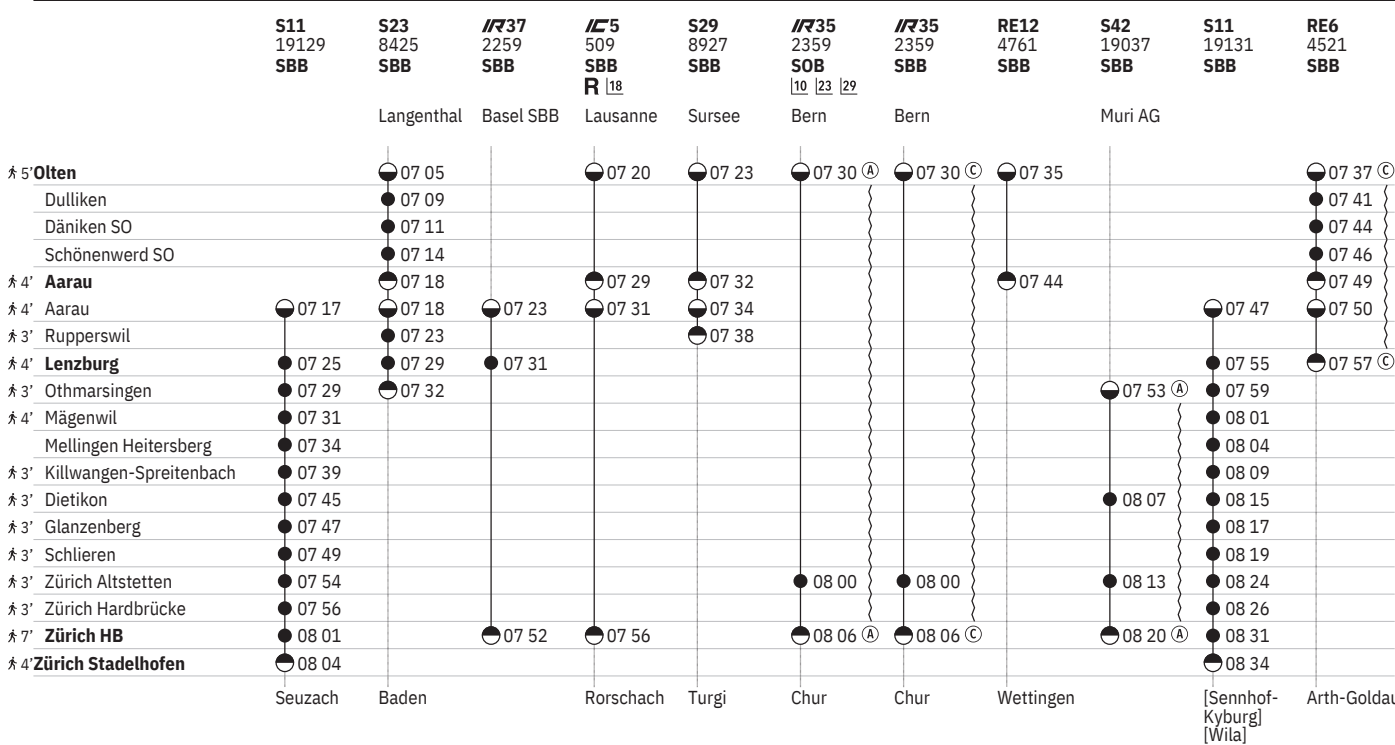 S11 S23 IR37 IC5 S29 IR35 IR35 RE12 S42 S11 RE6
19129 8425 2259 509 8927 2359 2359 4761 19037 19131 4521
SBB SBB SBB SBB SBB SOB SBB SBB SBB SBB SBB
R 18 10 23 29
Langenthal Basel SBB Lausanne Sursee Bern Bern Muri AG
5' Olten 07 05 07 20 07 23 07 30 A 07 30 C 07 35 07 37 C
Dulliken 07 09 07 41
Däniken SO 07 11 07 44
Schönenwerd SO 07 14 07 46
4' Aarau 07 18 07 29 07 32 07 44 07 49
4' Aarau 07 17 07 18 07 23 07 31 07 34 07 47 07 50
3' Rupperswil 07 23 07 38
4' Lenzburg 07 25 07 29 07 31 07 55 07 57 C
3' Othmarsingen 07 29 07 32 07 53 A 07 59
4' Mägenwil 07 31 08 01
Mellingen Heitersberg 07 34 08 04
3' Killwangen-Spreitenbach 07 39 08 09
3' Dietikon 07 45 08 07 08 15
3' Glanzenberg 07 47 08 17
3' Schlieren 07 49 08 19
3' Zürich Altstetten 07 54 08 00 08 00 08 13 08 24
3' Zürich Hardbrücke 07 56 08 26
7' Zürich HB 08 01 07 52 07 56 08 06 A 08 06 C 08 20 A 08 31
4' Zürich Stadelhofen 08 04 08 34
Seuzach Baden Rorschach Turgi Chur Chur Wettingen [Sennhof- Arth-Goldau
Kyburg]
[Wila]